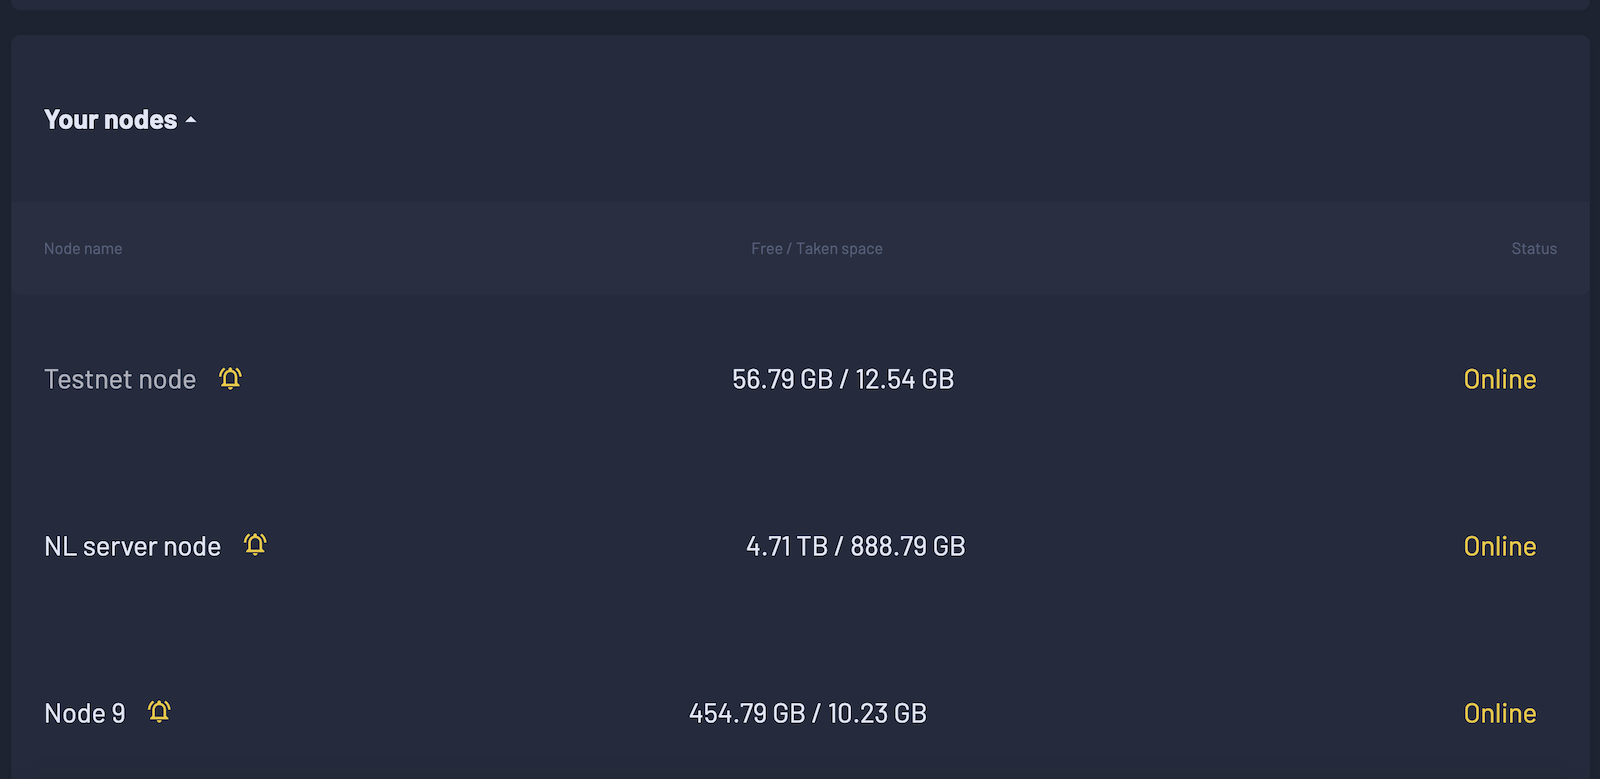 Your nodes
Node name Free / Taken space Status
Testnet node 56.79 GB / 12.54 GB Online
NL server node 4.71 TB / 888.79 GB Online
Node 9 454.79 GB / 10.23 GB Online